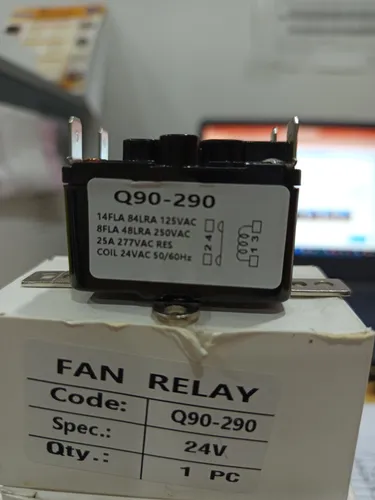 Q90-290
14FLA 84LRA 125VAC
8FLA 48LRA 250VAC
25A 277VAC RES
COIL 24VAC 50/60Hz
2 4
1 3
FAN RELAY
Code: Q90-290
Spec.: 24V
Qty.: 1 PC